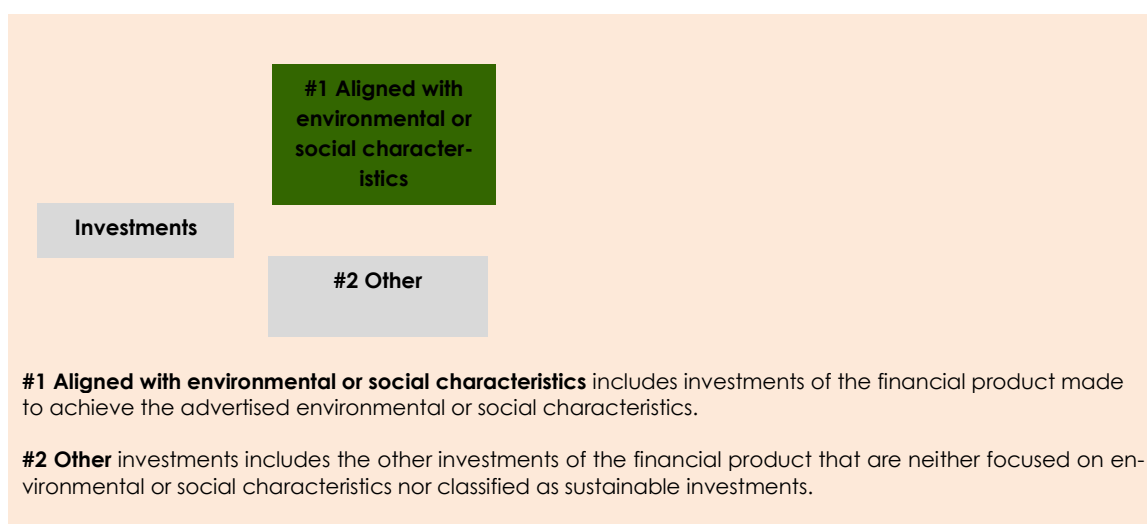 #1 Aligned with
environmental or
social character-
istics
Investments
#2 Other
#1 Aligned with environmental or social characteristics includes investments of the financial product made
to achieve the advertised environmental or social characteristics.
#2 Other investments includes the other investments of the financial product that are neither focused on en-
vironmental or social characteristics nor classified as sustainable investments.